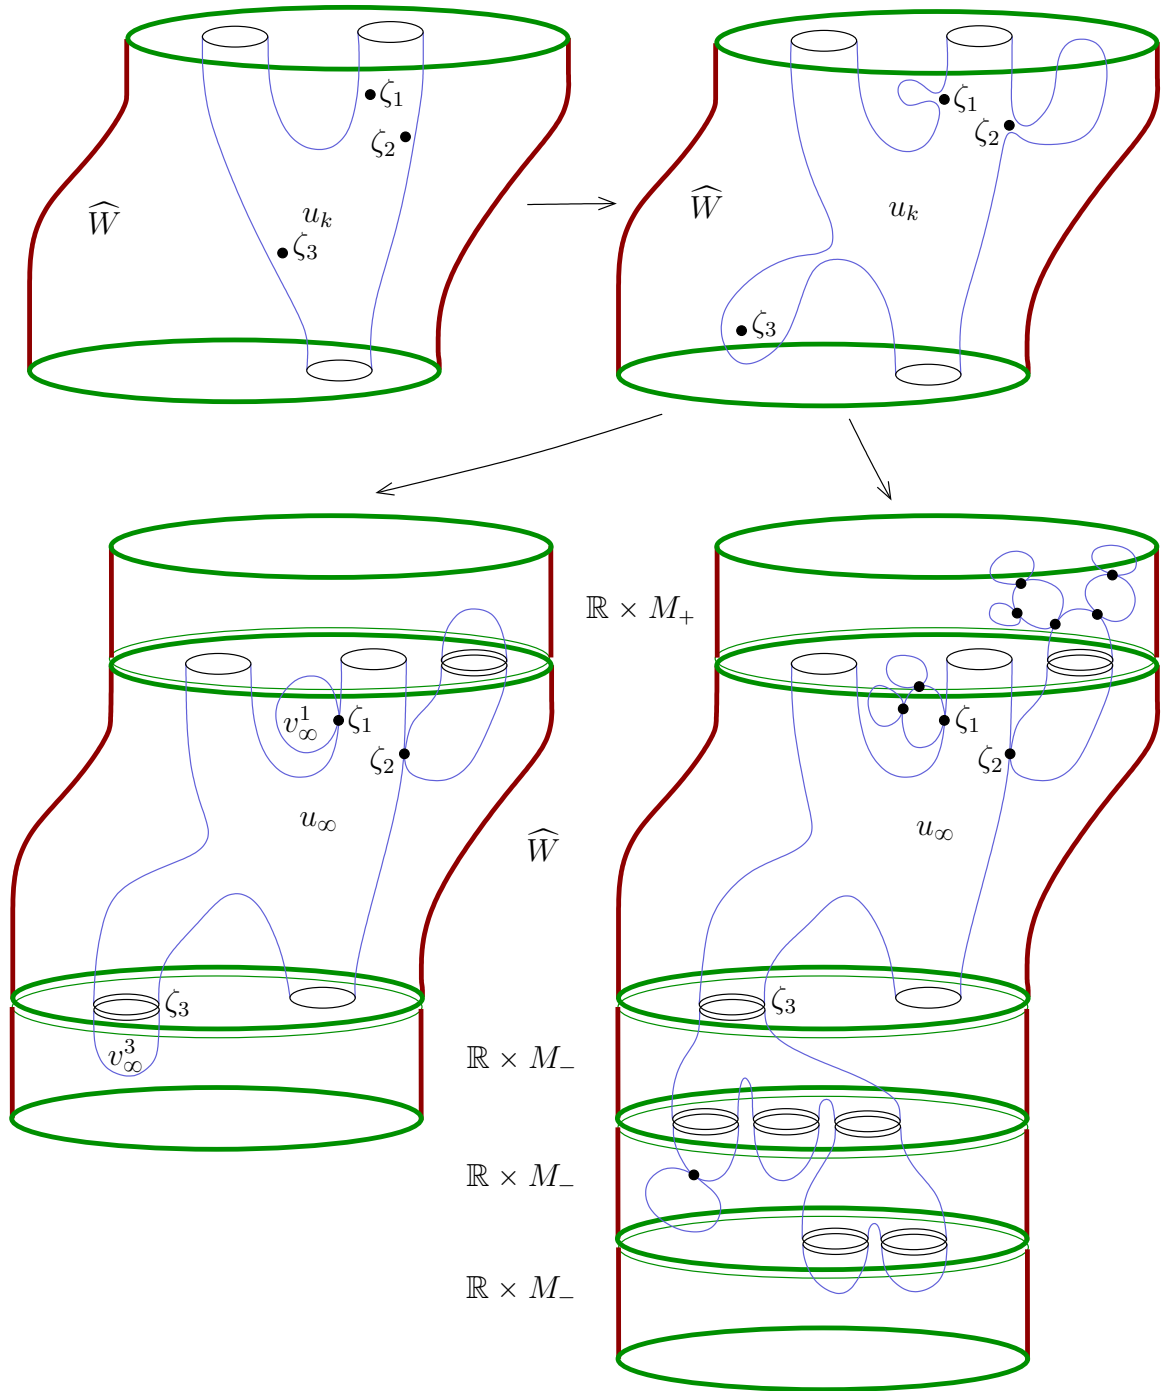 ζ₁
ζ₂
Ŵ
u_k
ζ₃
ζ₁
ζ₂
Ŵ
u_k
ζ₃
ℝ × M₊
v^1_∞ ζ₁
ζ₂
u_∞
Ŵ
ζ₃
v^3_∞
ζ₁
ζ₂
u_∞
ζ₃
ℝ × M₋
ℝ × M₋
ℝ × M₋